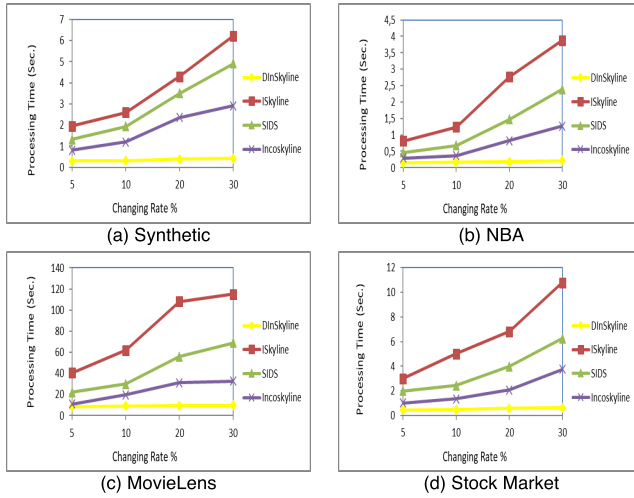 7
6
5
4
3
2
1
0
Processing Time (Sec.)
5 10 20 30
Changing Rate %
DInSkyline
ISkyline
SIDS
Incoskyline
(a) Synthetic
4,5
4
3,5
3
2,5
2
1,5
1
0,5
0
Processing Time (Sec.)
5 10 20 30
Changing Rate %
DInSkyline
ISkyline
SIDS
Incoskyline
(b) NBA
140
120
100
80
60
40
20
0
Processing Time (Sec.)
5 10 20 30
Changing Rate %
DInSkyline
ISkyline
SIDS
Incoskyline
(c) MovieLens
12
10
8
6
4
2
0
Processing Time (Sec.)
5 10 20 30
Changing Rate %
DInSkyline
ISkyline
SIDS
Incoskyline
(d) Stock Market